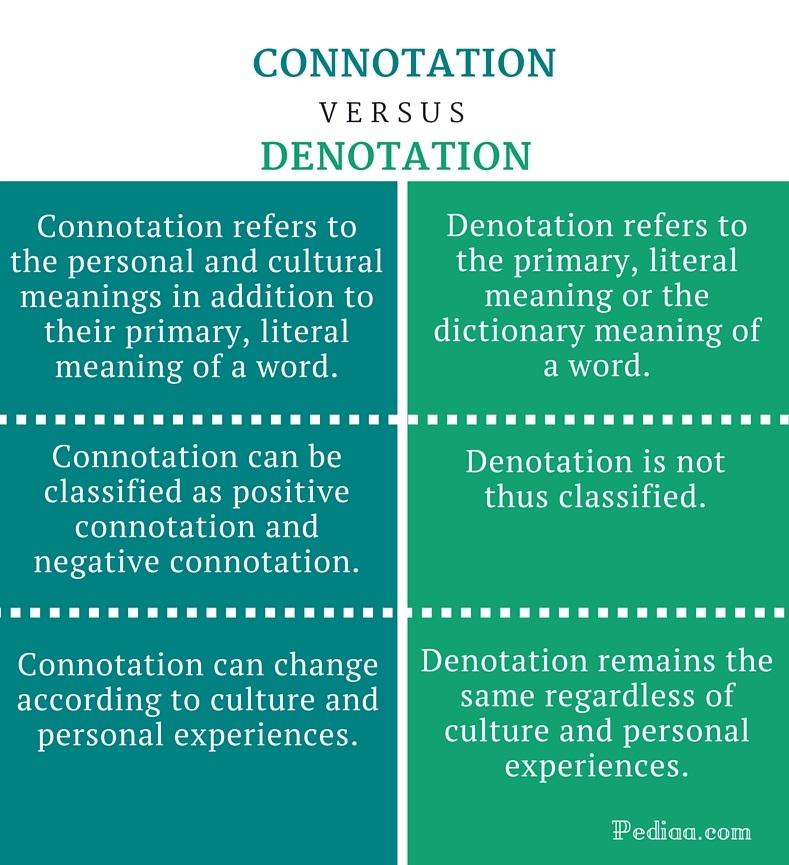 CONNOTATION
VERSUS
DENOTATION
Connotation refers to
the personal and cultural
meanings in addition to
their primary, literal
meaning of a word.
Denotation refers to
the primary, literal
meaning or the
dictionary meaning of
a word.
Connotation can be
classified as positive
connotation and
negative connotation.
Denotation is not
thus classified.
Connotation can change
according to culture and
personal experiences.
Denotation remains the
same regardless of
culture and personal
experiences.
Pediaa.com